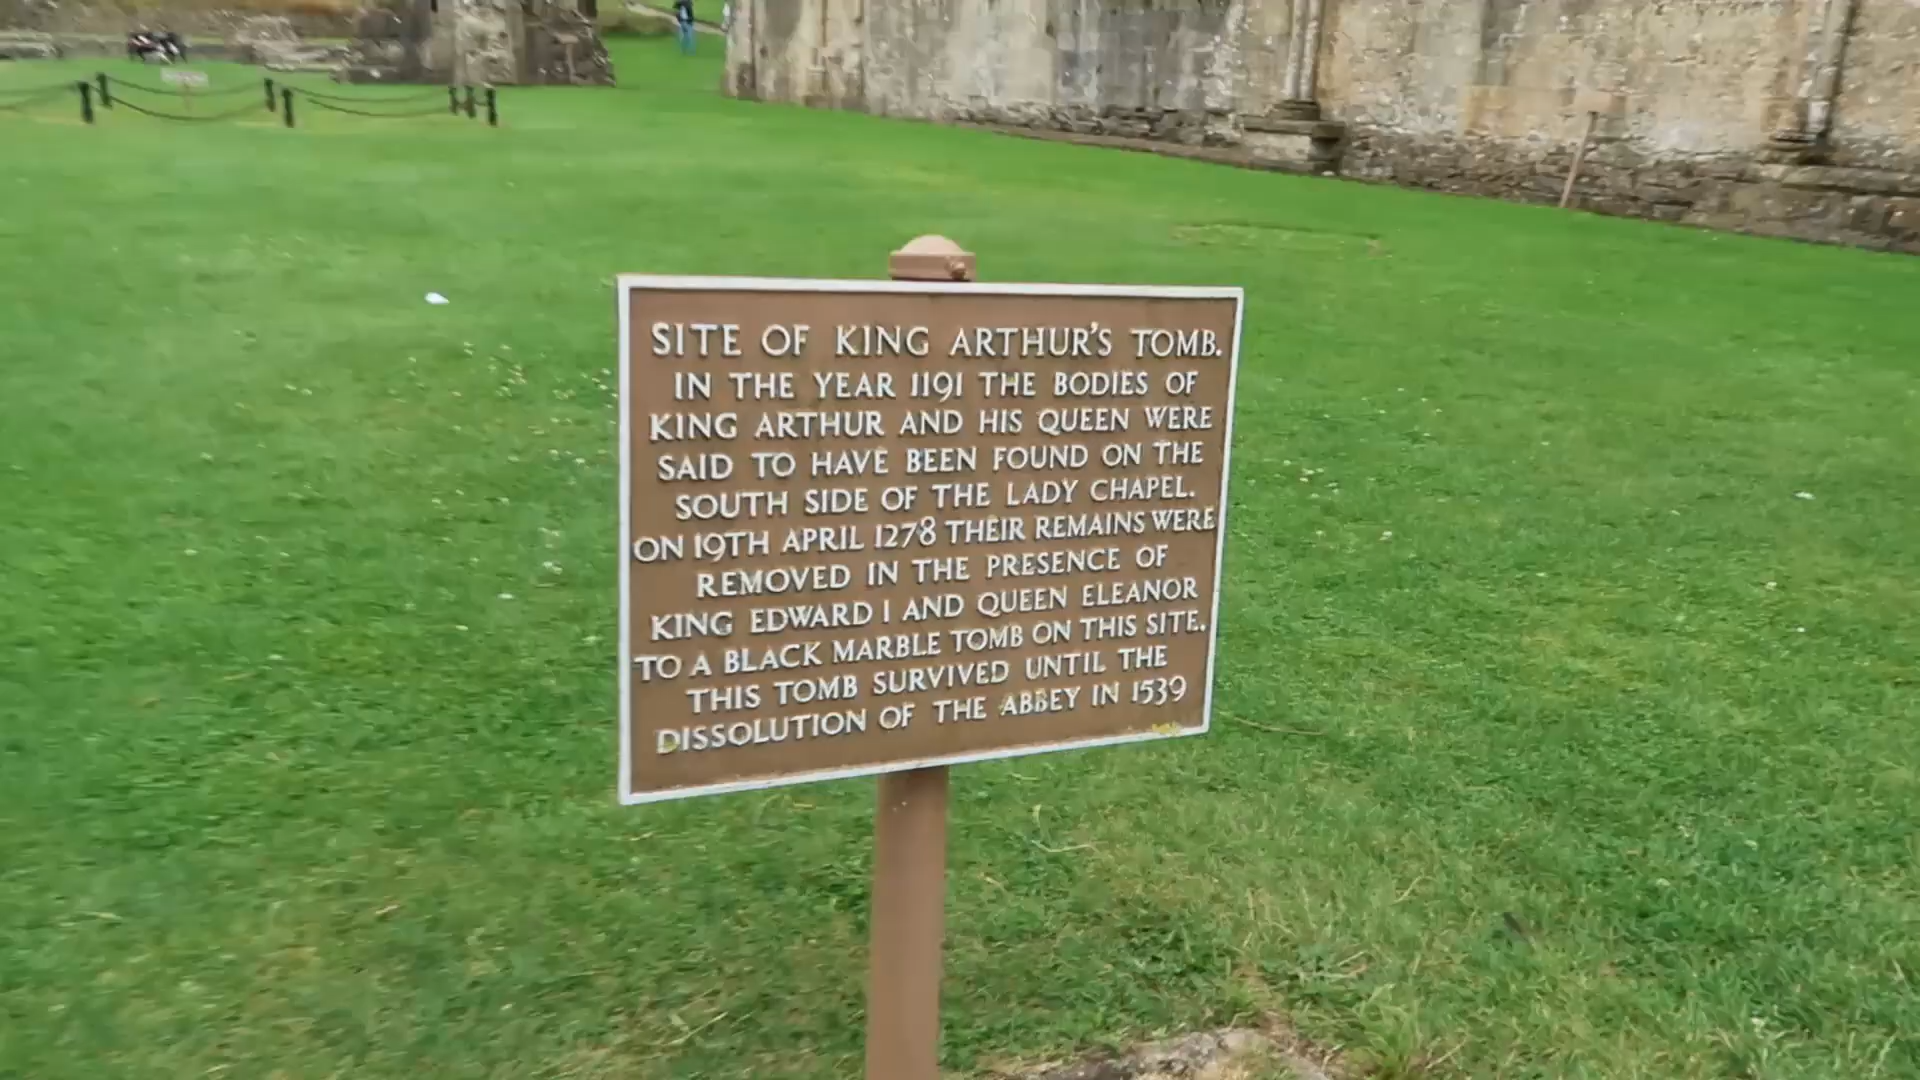 SITE OF KING ARTHUR'S TOMB.
IN THE YEAR 1191 THE BODIES OF
KING ARTHUR AND HIS QUEEN WERE
SAID TO HAVE BEEN FOUND ON THE
SOUTH SIDE OF THE LADY CHAPEL.
ON 19TH APRIL 1278 THEIR REMAINS WERE
REMOVED IN THE PRESENCE OF
KING EDWARD I AND QUEEN ELEANOR
TO A BLACK MARBLE TOMB ON THIS SITE.
THIS TOMB SURVIVED UNTIL THE
DISSOLUTION OF THE ABBEY IN 1539